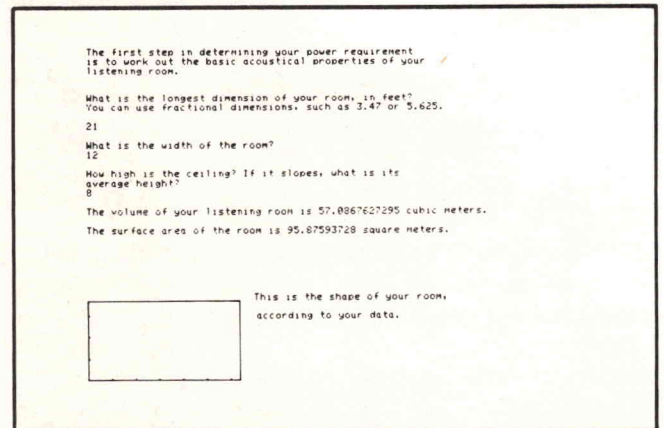 The first step in determining your power requirement
is to work out the basic acoustical properties of your
listening room.
What is the longest dimension of your room, in feet?
You can use fractional dimensions, such as 3.47 or 5.625.
21
What is the width of the room?
12
How high is the ceiling? If it slopes, what is its
average height?
8
The volume of your listening room is 57.0867627295 cubic meters.
The surface area of the room is 95.87593728 square meters.
This is the shape of your room,
according to your data.